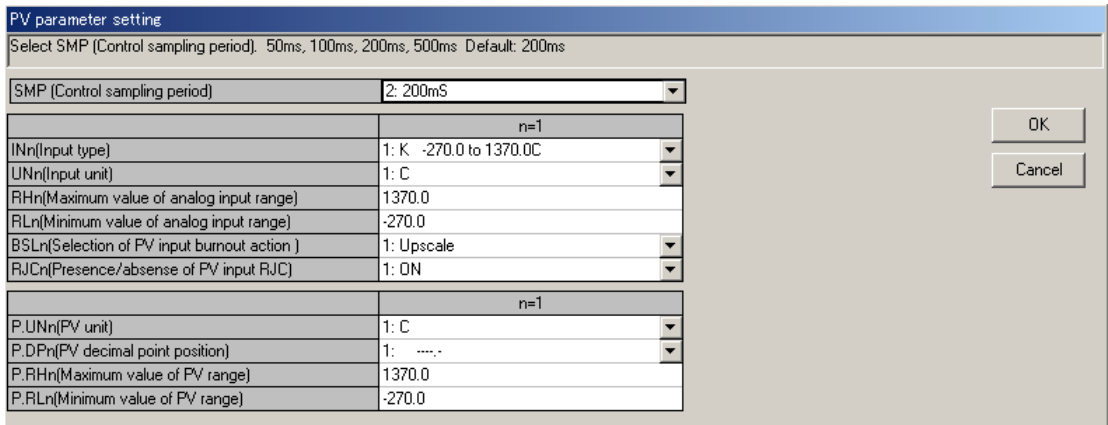 PV parameter setting
Select SMP (Control sampling period).  50ms, 100ms, 200ms, 500ms  Default: 200ms
SMP (Control sampling period) 2: 200mS
n=1
INn(Input type) 1: K   -270.0 to 1370.0C
UNn(Input unit) 1: C
RHn(Maximum value of analog input range) 1370.0
RLn(Minimum value of analog input range) -270.0
BSLn(Selection of PV input burnout action ) 1: Upscale
RJCn(Presence/absence of PV input RJC) 1: ON
OK
Cancel
n=1
P.UNn(PV unit) 1: C
P.DPn(PV decimal point position) 1:   ----.-
P.RHn(Maximum value of PV range) 1370.0
P.RLn(Minimum value of PV range) -270.0